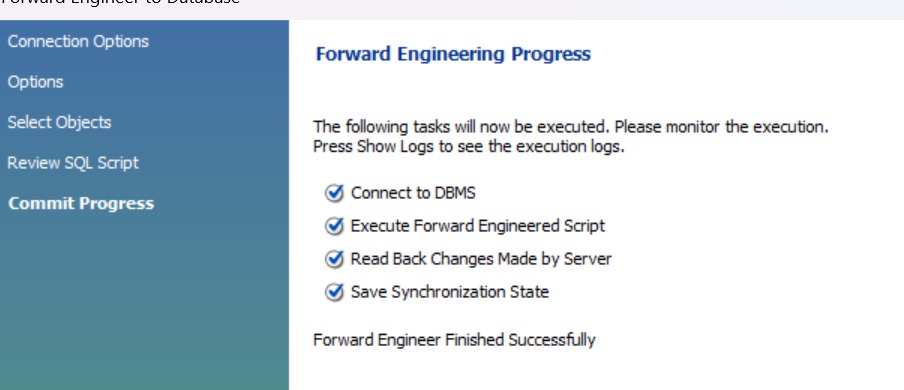 Forward Engineer to Database
Connection Options
Options
Select Objects
Review SQL Script
Commit Progress
Forward Engineering Progress
The following tasks will now be executed. Please monitor the execution.
Press Show Logs to see the execution logs.
Connect to DBMS
Execute Forward Engineered Script
Read Back Changes Made by Server
Save Synchronization State
Forward Engineer Finished Successfully